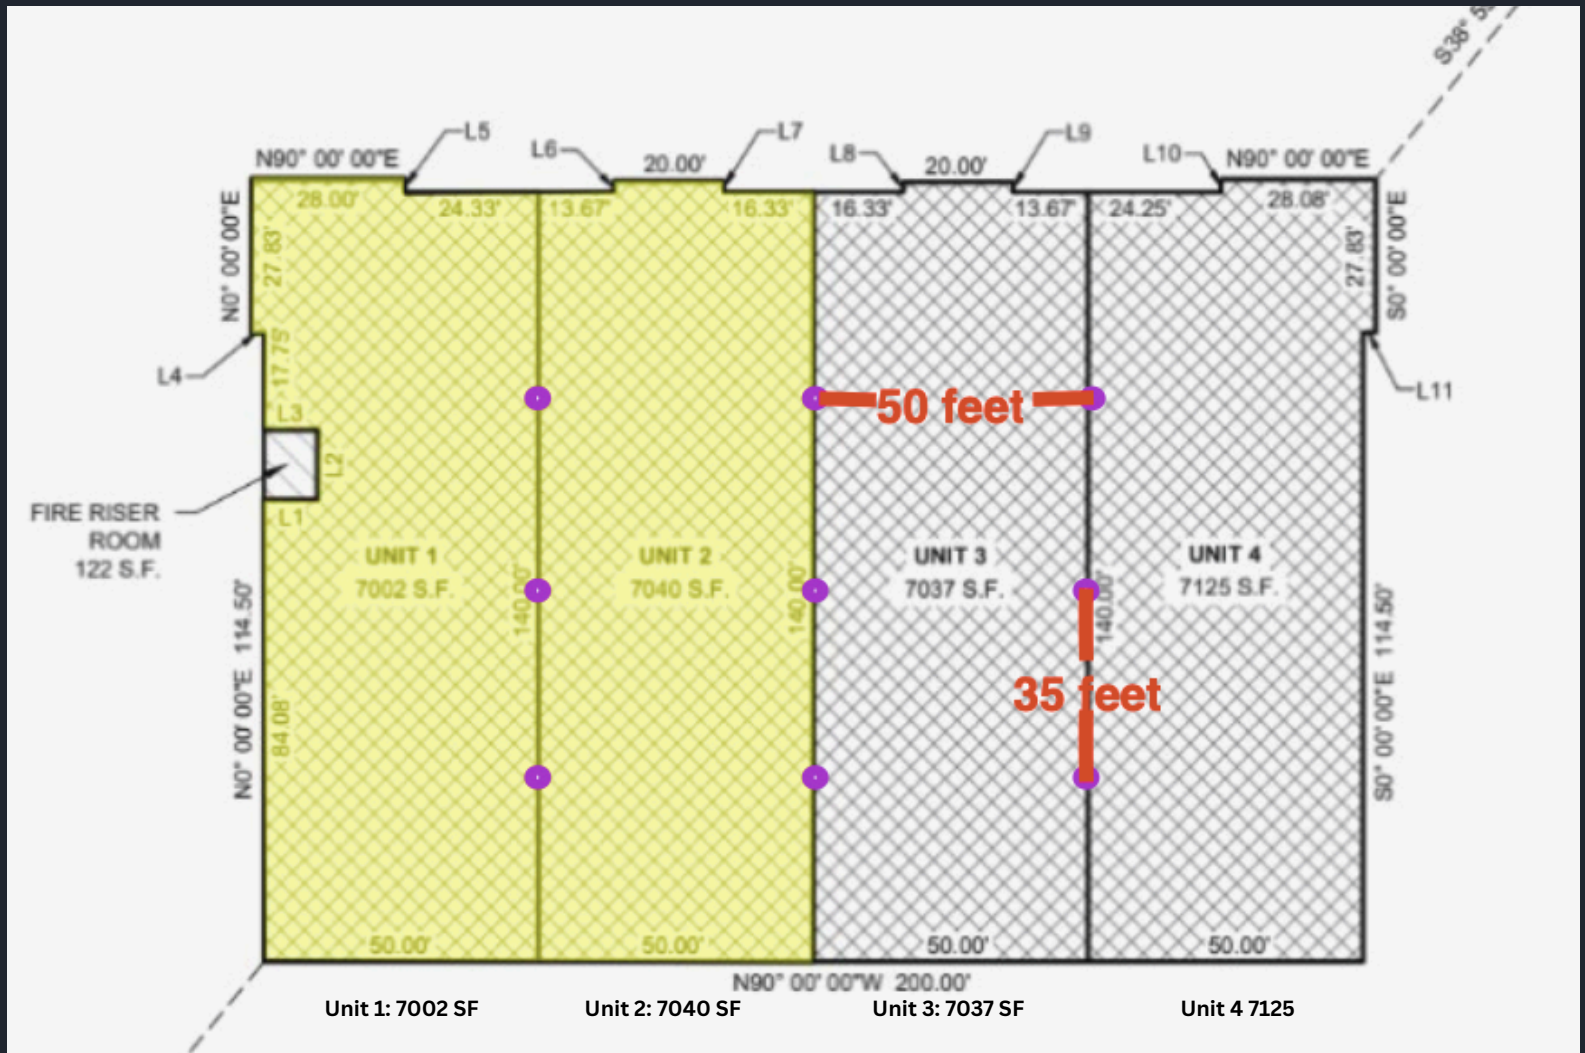 S38°
L5
L6
L7
L8
L9
L10
N90° 00' 00"E
20.00'
20.00'
N90° 00' 00"E
28.00'
24.33'
13.67'
16.33'
16.33'
13.67'
24.25'
28.08'
N0° 00' 00"E
27.83'
27.83'
S0° 00' 00"E
17.75'
L4
L11
50 feet
L3
L2
L1
FIRE RISER
ROOM
122 S.F.
UNIT 1
7002 S.F.
UNIT 2
7040 S.F.
UNIT 3
7037 S.F.
UNIT 4
7125 S.F.
140.00'
140.00'
140.00'
35 feet
N0° 00' 00"E 114.50'
84.08'
S0° 00' 00"E 114.50'
50.00'
50.00'
50.00'
50.00'
N90° 00' 00"W 200.00'
Unit 1: 7002 SF
Unit 2: 7040 SF
Unit 3: 7037 SF
Unit 4 7125